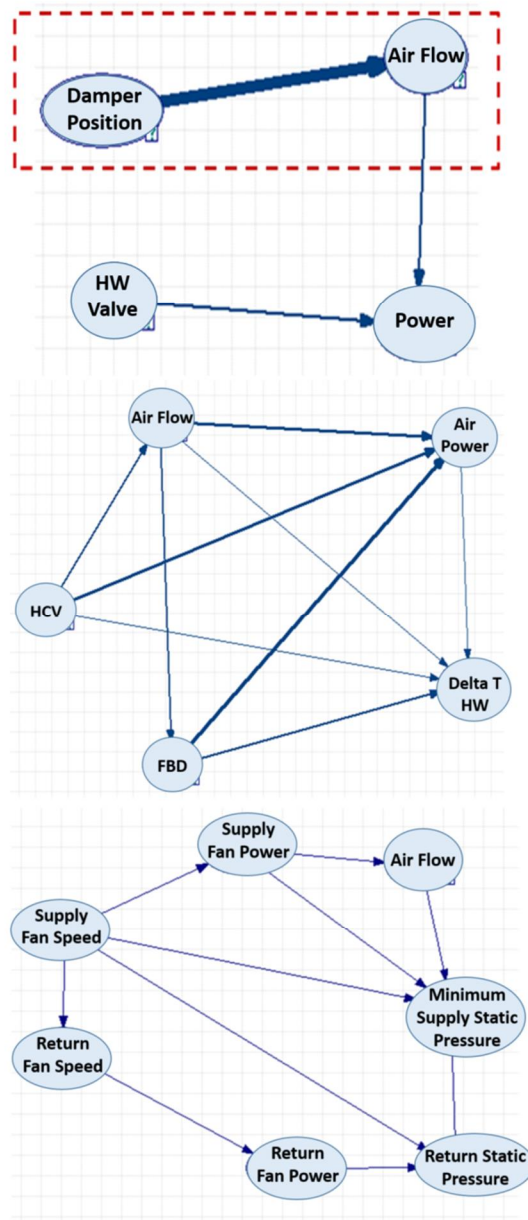 Air Flow
Damper
Position
HW
Valve
Power
Air Flow
Air
Power
HCV
Delta T
HW
FBD
Supply
Fan Power
Air Flow
Supply
Fan Speed
Minimum
Supply Static
Pressure
Return
Fan Speed
Return
Fan Power
Return Static
Pressure